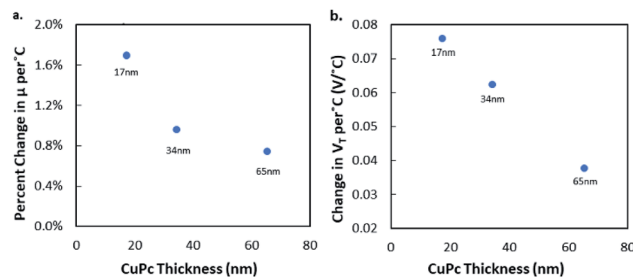 a.
Percent Change in µ per˚C
2.0%
1.6%
1.2%
0.8%
0.4%
0.0%
17nm
34nm
65nm
0 20 40 60 80
CuPc Thickness (nm)
b.
Change in VT per˚C (V/˚C)
0.08
0.07
0.06
0.05
0.04
0.03
0.02
17nm
34nm
65nm
0 20 40 60 80
CuPc Thickness (nm)